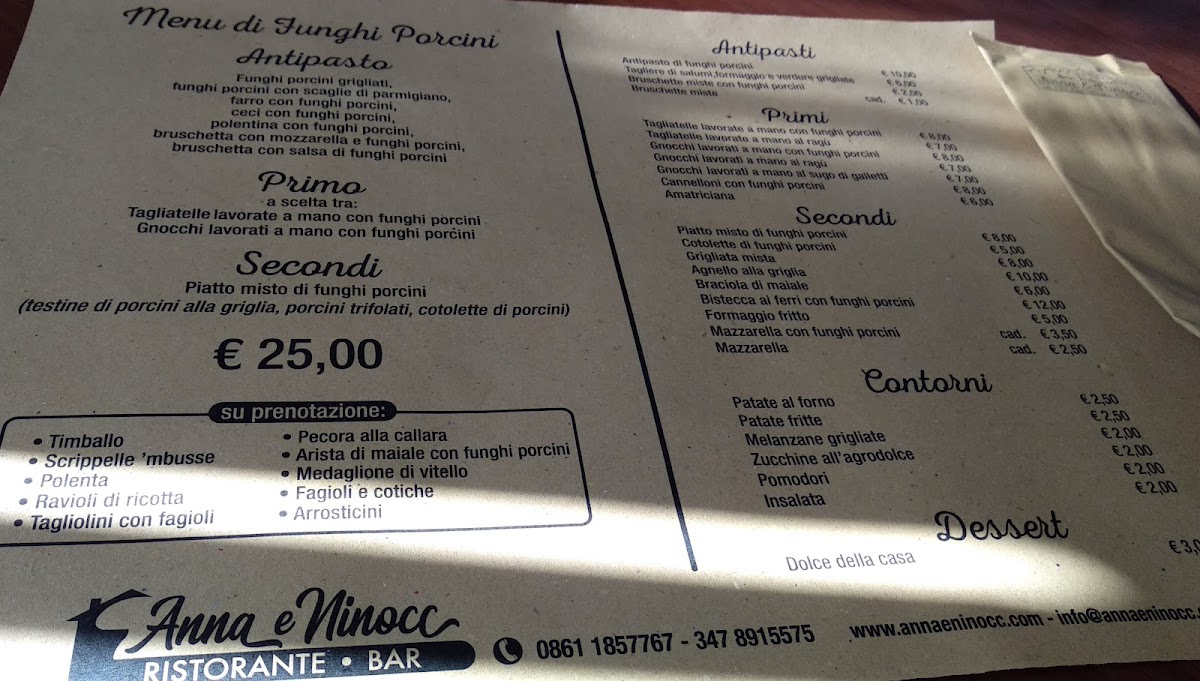 Menu di Funghi Porcini
Antipasto
Funghi porcini grigliati,
funghi porcini con scaglie di parmigiano,
farro con funghi porcini,
ceci con funghi porcini,
polentina con funghi porcini,
bruschetta con mozzarella e funghi porcini,
bruschetta con salsa di funghi porcini
Primo
a scelta tra:
Tagliatelle lavorate a mano con funghi porcini
Gnocchi lavorati a mano con funghi porcini
Secondi
Piatto misto di funghi porcini
(testine di porcini alla griglia, porcini trifolati, cotolette di porcini)
€ 25,00
su prenotazione:
• Timballo
• Scrippelle 'mbusse
• Polenta
• Ravioli di ricotta
• Tagliolini con fagioli
• Pecora alla callara
• Arista di maiale con funghi porcini
• Medaglione di vitello
• Fagioli e cotiche
• Arrosticini
Anna e Ninocc
RISTORANTE • BAR
Antipasti
Antipasto di funghi porcini € 10,00
Tagliere di salumi,formaggio e verdure grigliate € 6,00
Bruschette miste con funghi porcini € 2,00
Bruschette miste cad. € 1,00
Primi
Tagliatelle lavorate a mano con funghi porcini € 8,00
Tagliatelle lavorate a mano al ragù € 7,00
Gnocchi lavorati a mano con funghi porcini € 8,00
Gnocchi lavorati a mano al ragù € 7,00
Gnocchi lavorati a mano al sugo di galletti € 7,00
Cannelloni con funghi porcini € 8,00
Amatriciana € 6,00
Secondi
Piatto misto di funghi porcini € 8,00
Cotolette di funghi porcini € 5,00
Grigliata mista € 8,00
Agnello alla griglia € 10,00
Braciola di maiale € 6,00
Bistecca ai ferri con funghi porcini € 12,00
Formaggio fritto € 5,00
Mazzarella con funghi porcini cad. € 3,50
Mazzarella cad. € 2,50
Contorni
Patate al forno € 2,50
Patate fritte € 2,50
Melanzane grigliate € 2,00
Zucchine all'agrodolce € 2,00
Pomodori € 2,00
Insalata € 2,00
Dessert
Dolce della casa € 3,0
0861 1857767 - 347 8915575
www.annaeninocc.com - info@annaeninocc.
Anna e Ninocc